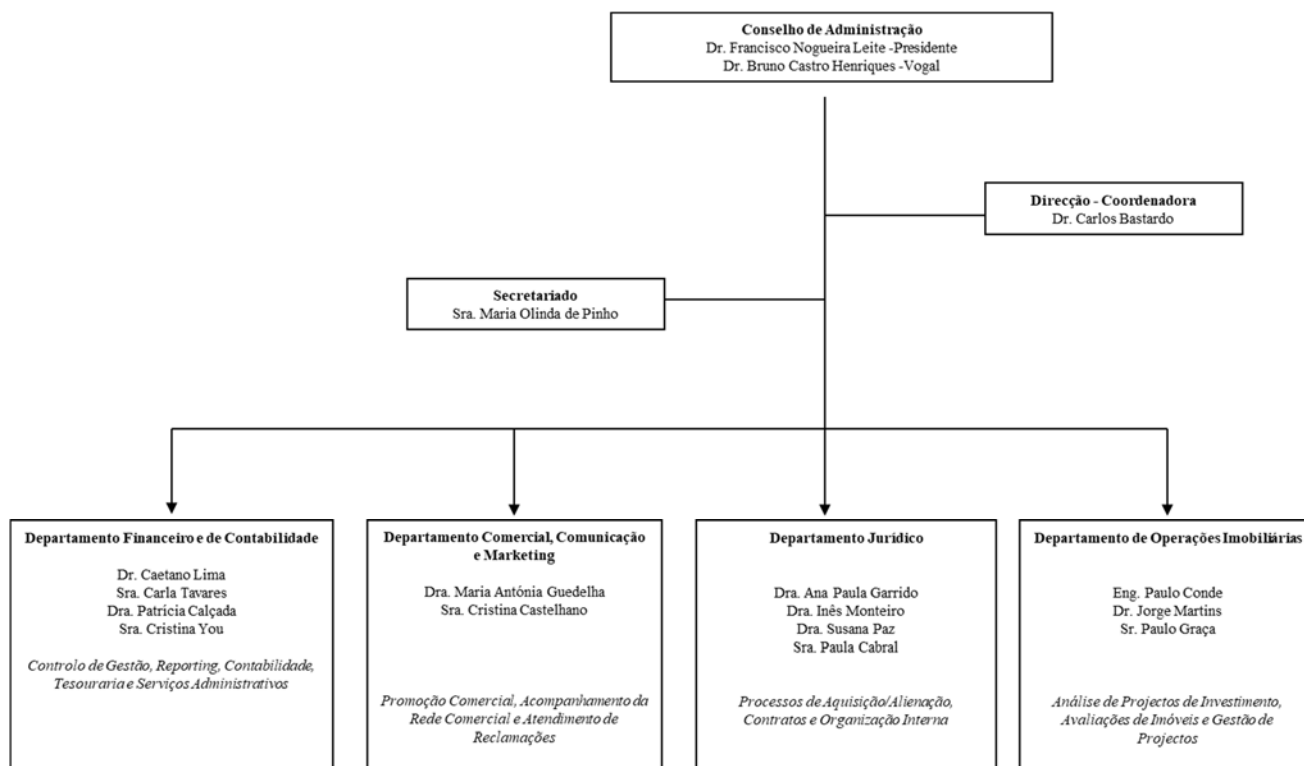 Conselho de Administração
Dr. Francisco Nogueira Leite -Presidente
Dr. Bruno Castro Henriques -Vogal
Direcção - Coordenadora
Dr. Carlos Bastardo
Secretariado
Sra. Maria Olinda de Pinho
Departamento Financeiro e de Contabilidade
Dr. Caetano Lima
Sra. Carla Tavares
Dra. Patrícia Calçada
Sra. Cristina You
Controlo de Gestão, Reporting, Contabilidade,
Tesouraria e Serviços Administrativos
Departamento Comercial, Comunicação
e Marketing
Dra. Maria Antónia Guedelha
Sra. Cristina Castelhano
Promoção Comercial, Acompanhamento da
Rede Comercial e Atendimento de
Reclamações
Departamento Jurídico
Dra. Ana Paula Garrido
Dra. Inês Monteiro
Dra. Susana Paz
Sra. Paula Cabral
Processos de Aquisição/Alienação,
Contratos e Organização Interna
Departamento de Operações Imobiliárias
Eng. Paulo Conde
Dr. Jorge Martins
Sr. Paulo Graça
Análise de Projectos de Investimento,
Avaliações de Imóveis e Gestão de
Projectos